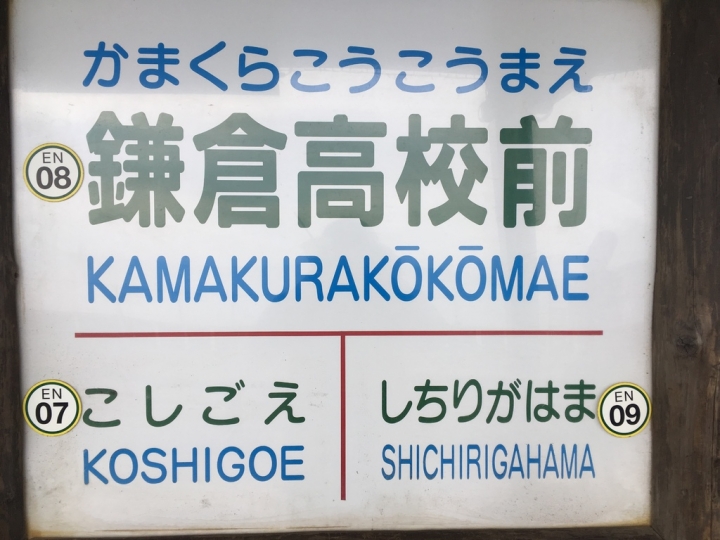 かまくらこうこうまえ
EN
08
鎌倉高校前
KAMAKURAKŌKŌMAE
EN
07
こしごえ
KOSHIGOE
しちりがはま
SHICHIRIGAHAMA
EN
09